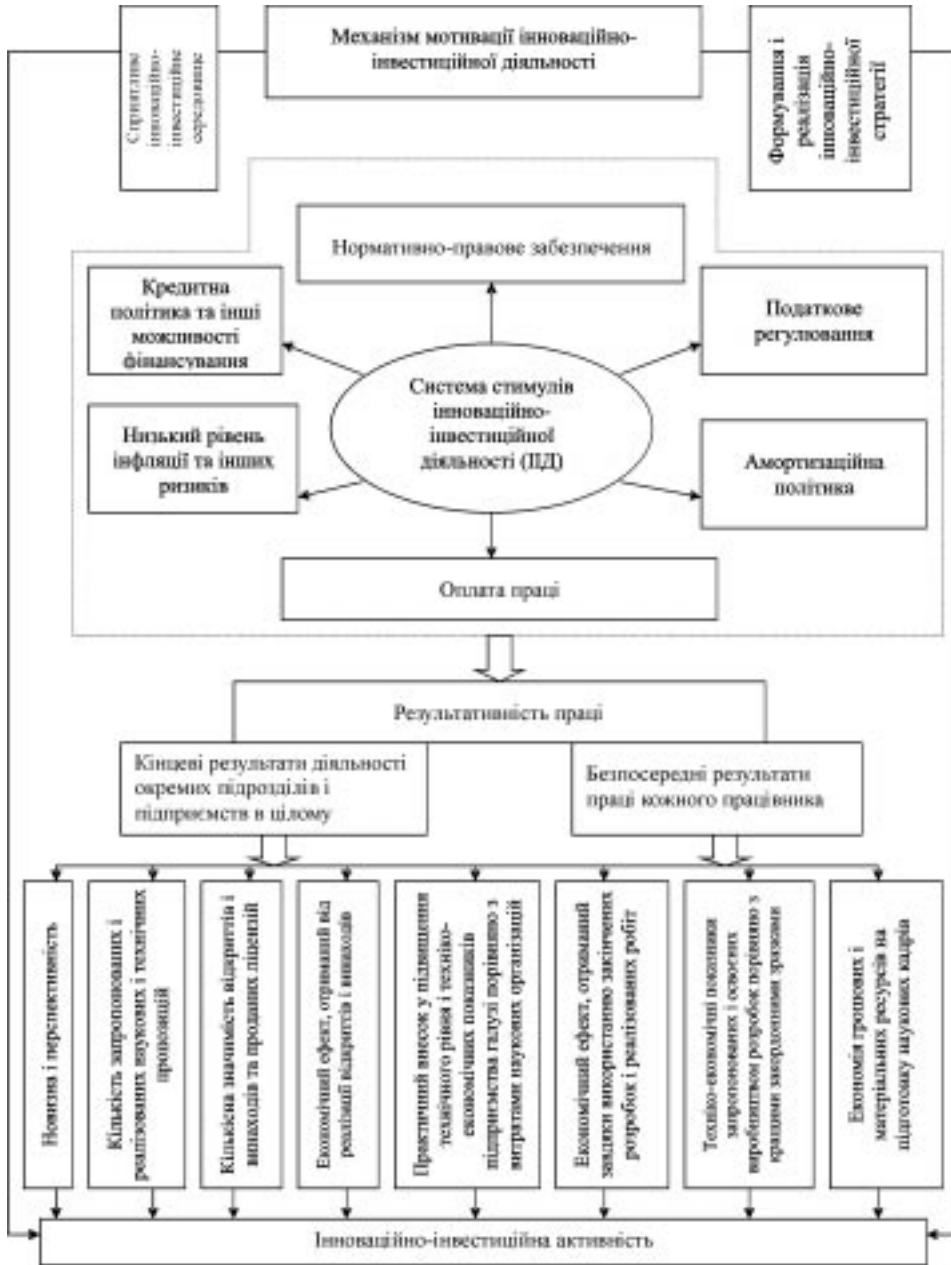 Механізм мотивації інноваційно-
інвестиційної діяльності
Сприятливе
інноваційно-
інвестиційне
середовище
Формування і
реалізація
інноваційно-
інвестиційної
стратегії
Нормативно-правове забезпечення
Кредитна
політика та інші
можливості
фінансування
Податкове
регулювання
Система стимулів
інноваційно-
інвестиційної
діяльності (ІІД)
Низький рівень
інфляції та інших
ризиків
Амортизаційна
політика
Оплата праці
Результативність праці
Кінцеві результати діяльності
окремих підрозділів і
підприємств в цілому
Безпосередні результати
праці кожного працівника
Новизна і перспективність
Кількість запропонованих і
реалізованих наукових і технічних
пропозицій
Кількісна значимість відкриттів і
винаходів та проданих ліцензій
Економічний ефект, отриманий від
реалізації відкриттів і винаходів
Практичний внесок у підвищення
технічного рівня і техніко-
економічних показників
підприємства галузі порівняно з
витратами наукових організацій
Економічний ефект, отриманий
завдяки використанню закінчених
розробок і реалізованих робіт
Техніко-економічні показники
запропонованих і освоєних
виробництвом розробок порівняно з
кращими закордонними зразками
Економія грошових і
матеріальних ресурсів на
підготовку наукових кадрів
Інноваційно-інвестиційна активність